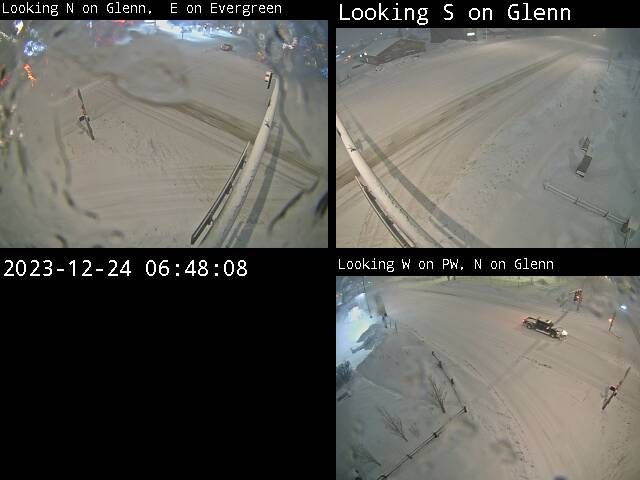 Looking N on Glenn,  E on Evergreen
Looking S on Glenn
2023-12-24 06:48:08
Looking W on PW, N on Glenn